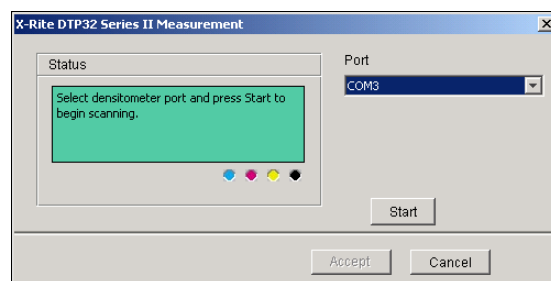 X-Rite DTP32 Series II Measurement
Status
Select densitometer port and press Start to
begin scanning.
Port
COM3
Start
Accept
Cancel